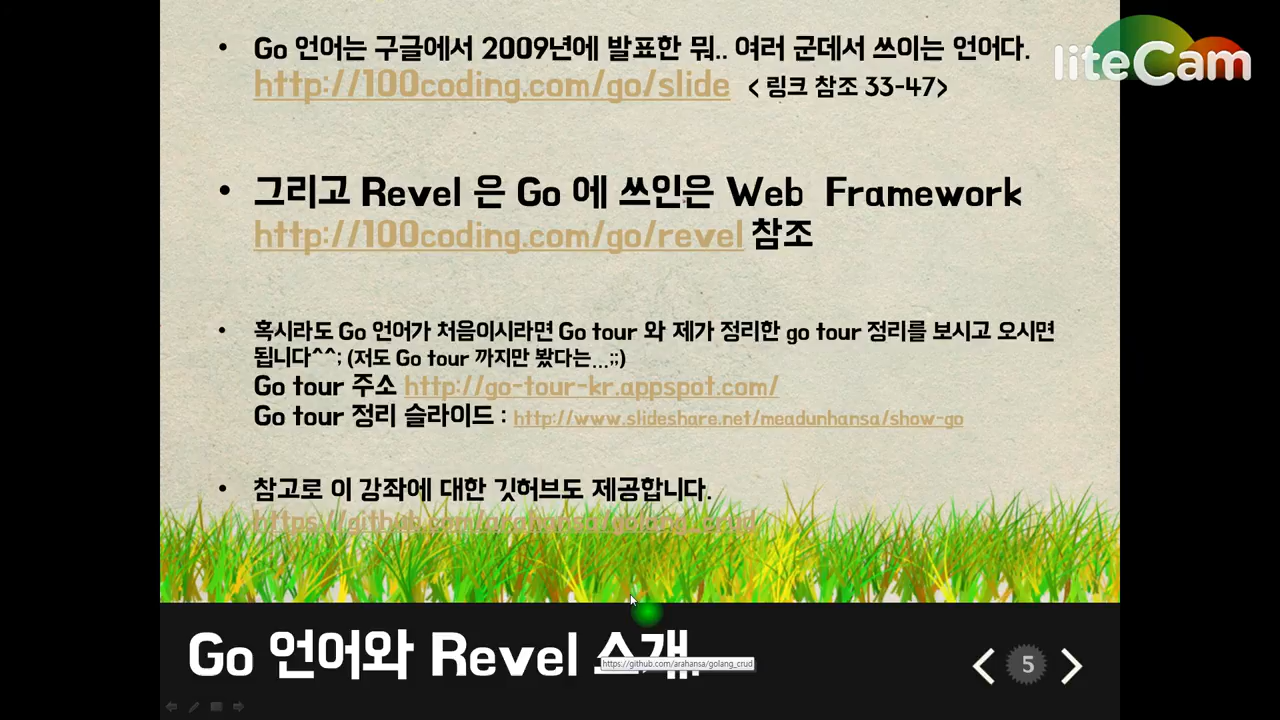 • Go 언어는 구글에서 2009년에 발표한 뭐.. 여러 군데서 쓰이는 언어다.
http://100coding.com/go/slide < 링크 참조 33-47>
liteCam
• 그리고 Revel 은 Go 에 쓰인은 Web Framework
http://100coding.com/go/revel 참조
• 혹시라도 Go 언어가 처음이시라면 Go tour 와 제가 정리한 go tour 정리를 보시고 오시면
됩니다^^; (저도 Go tour 까지만 봤다는...;;)
Go tour 주소 http://go-tour-kr.appspot.com/
Go tour 정리 슬라이드 : http://www.slideshare.net/meadunhansa/show-go
• 참고로 이 강좌에 대한 깃허브도 제공합니다.
https://github.com/arahansa/golang_crud
Go 언어와 Revel 소개..
https://github.com/arahansa/golang_crud
5